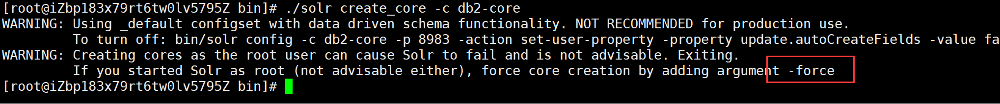 [root@iZbp183x79rt6tw0lv5795Z bin]# ./solr create_core -c db2-core
WARNING: Using _default configset with data driven schema functionality. NOT RECOMMENDED for production use.
To turn off: bin/solr config -c db2-core -p 8983 -action set-user-property -property update.autoCreateFields -value fa
WARNING: Creating cores as the root user can cause Solr to fail and is not advisable. Exiting.
If you started Solr as root (not advisable either), force core creation by adding argument -force
[root@iZbp183x79rt6tw0lv5795Z bin]#